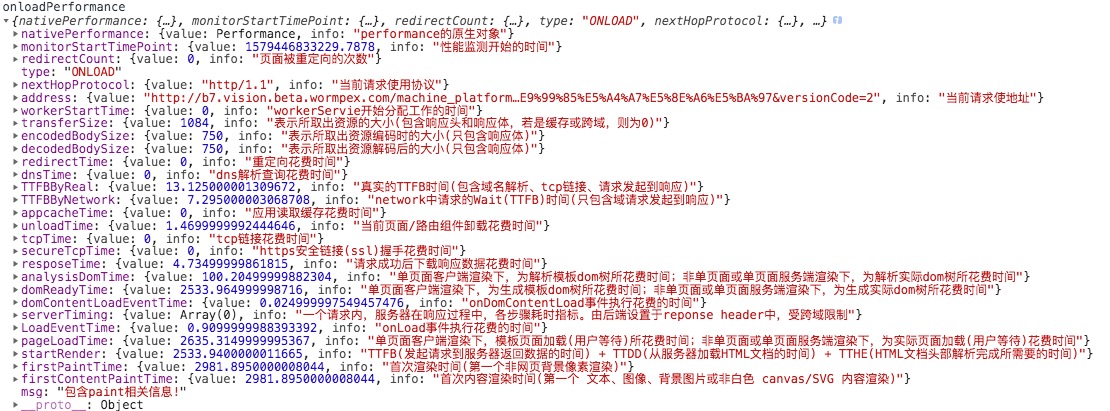 onloadPerformance
{nativePerformance: {…}, monitorStartTimePoint: {…}, redirectCount: {…}, type: "ONLOAD", nextHopProtocol: {…}, …}
nativePerformance: {value: Performance, info: "performance的原生对象"}
monitorStartTimePoint: {value: 1579446833229.7878, info: "性能监测开始的时间"}
redirectCount: {value: 0, info: "页面被重定向的次数"}
type: "ONLOAD"
nextHopProtocol: {value: "http/1.1", info: "当前请求使用协议"}
address: {value: "http://b7.vision.beta.wormpex.com/machine_platform…E9%99%85%E5%A4%A7%E5%8E%A6%E5%BA%97&versionCode=2", info: "当前请求使地址"}
workerStartTime: {value: 0, info: "workerServie开始分配工作的时间"}
transferSize: {value: 1084, info: "表示所取出资源的大小(包含响应头和响应体，若是缓存或跨域，则为0)"}
encodedBodySize: {value: 750, info: "表示所取出资源编码时的大小(只包含响应体)"}
decodedBodySize: {value: 750, info: "表示所取出资源解码后的大小(只包含响应体)"}
redirectTime: {value: 0, info: "重定向花费时间"}
dnsTime: {value: 0, info: "dns解析查询花费时间"}
TTFBByReal: {value: 13.125000001309672, info: "真实的TTFB时间(包含域名解析、tcp链接、请求发起到响应)"}
TTFBByNetwork: {value: 7.295000003068708, info: "network中请求的Wait(TTFB)时间(只包含域请求发起到响应)"}
appcacheTime: {value: 0, info: "应用读取缓存花费时间"}
unloadTime: {value: 1.4699999992444646, info: "当前页面/路由组件卸载花费时间"}
tcpTime: {value: 0, info: "tcp链接花费时间"}
secureTcpTime: {value: 0, info: "https安全链接(ssl)握手花费时间"}
resposeTime: {value: 4.73499999861815, info: "请求成功后下载响应数据花费时间"}
analysisDomTime: {value: 100.20499999882304, info: "单页面客户端渲染下，为解析模板dom树所花费时间；非单页面或单页面服务端渲染下，为解析实际dom树所花费时间"}
domReadyTime: {value: 2533.964999998716, info: "单页面客户端渲染下，为生成模板dom树所花费时间；非单页面或单页面服务端渲染下，为生成实际dom树所花费时间"}
domContentLoadEventTime: {value: 0.024999997549457476, info: "onDomContentLoad事件执行花费的时间"}
serverTiming: {value: Array(0), info: "一个请求内，服务器在响应过程中，各步骤耗时指标。由后端设置于reponse header中，受跨域限制"}
LoadEventTime: {value: 0.9099999988393392, info: "onLoad事件执行花费的时间"}
pageLoadTime: {value: 2635.3149999995367, info: "单页面客户端渲染下，模板页面加载(用户等待)所花费时间；非单页面或单页面服务端渲染下，为实际页面加载(用户等待)花费时间"}
startRender: {value: 2533.9400000011665, info: "TTFB(发起请求到服务器返回数据的时间) + TTDD(从服务器加载HTML文档的时间) + TTHE(HTML文档头部解析完成所需要的时间)"}
firstPaintTime: {value: 2981.8950000008044, info: "首次渲染时间(第一个非网页背景像素渲染)"}
firstContentPaintTime: {value: 2981.8950000008044, info: "首次内容渲染时间(第一个 文本、图像、背景图片或非白色 canvas/SVG 内容渲染)"}
msg: "包含paint相关信息!"
__proto__: Object